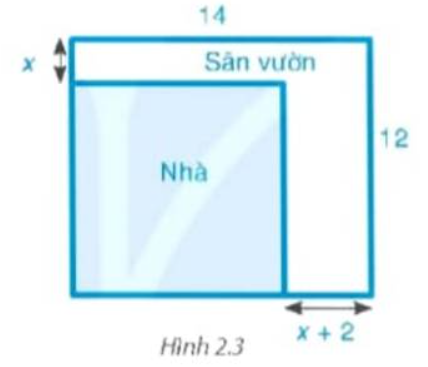 14
x
Sân vườn
12
Nhà
x + 2
Hình 2.3